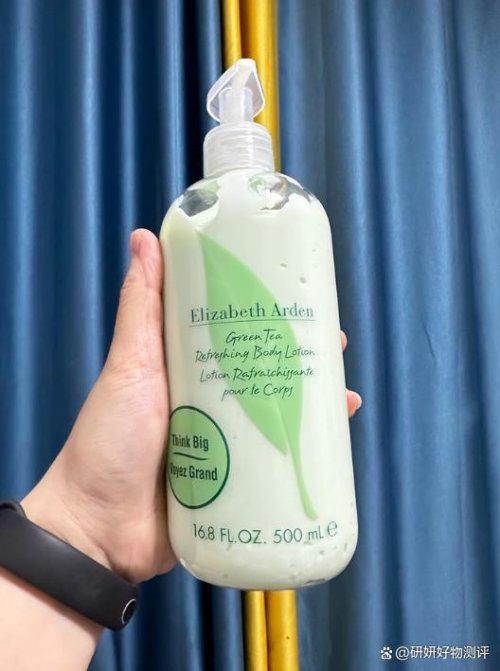 Elizabeth Arden
Green Tea
Refreshing Body Lotion
Lotion Rafraîchissante
pour le Corps
Think Big
Voyez Grand
16.8 FL.OZ. 500 mL e
@研妍好物测评